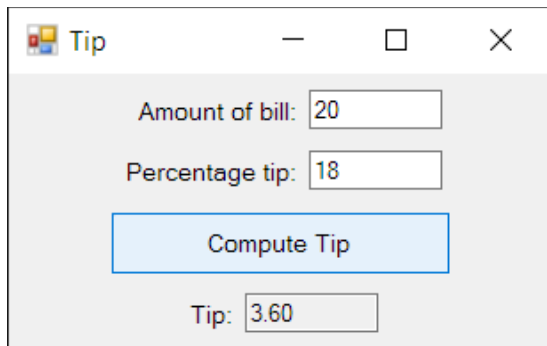 Tip
Amount of bill: 20
Percentage tip: 18
Compute Tip
Tip: 3.60